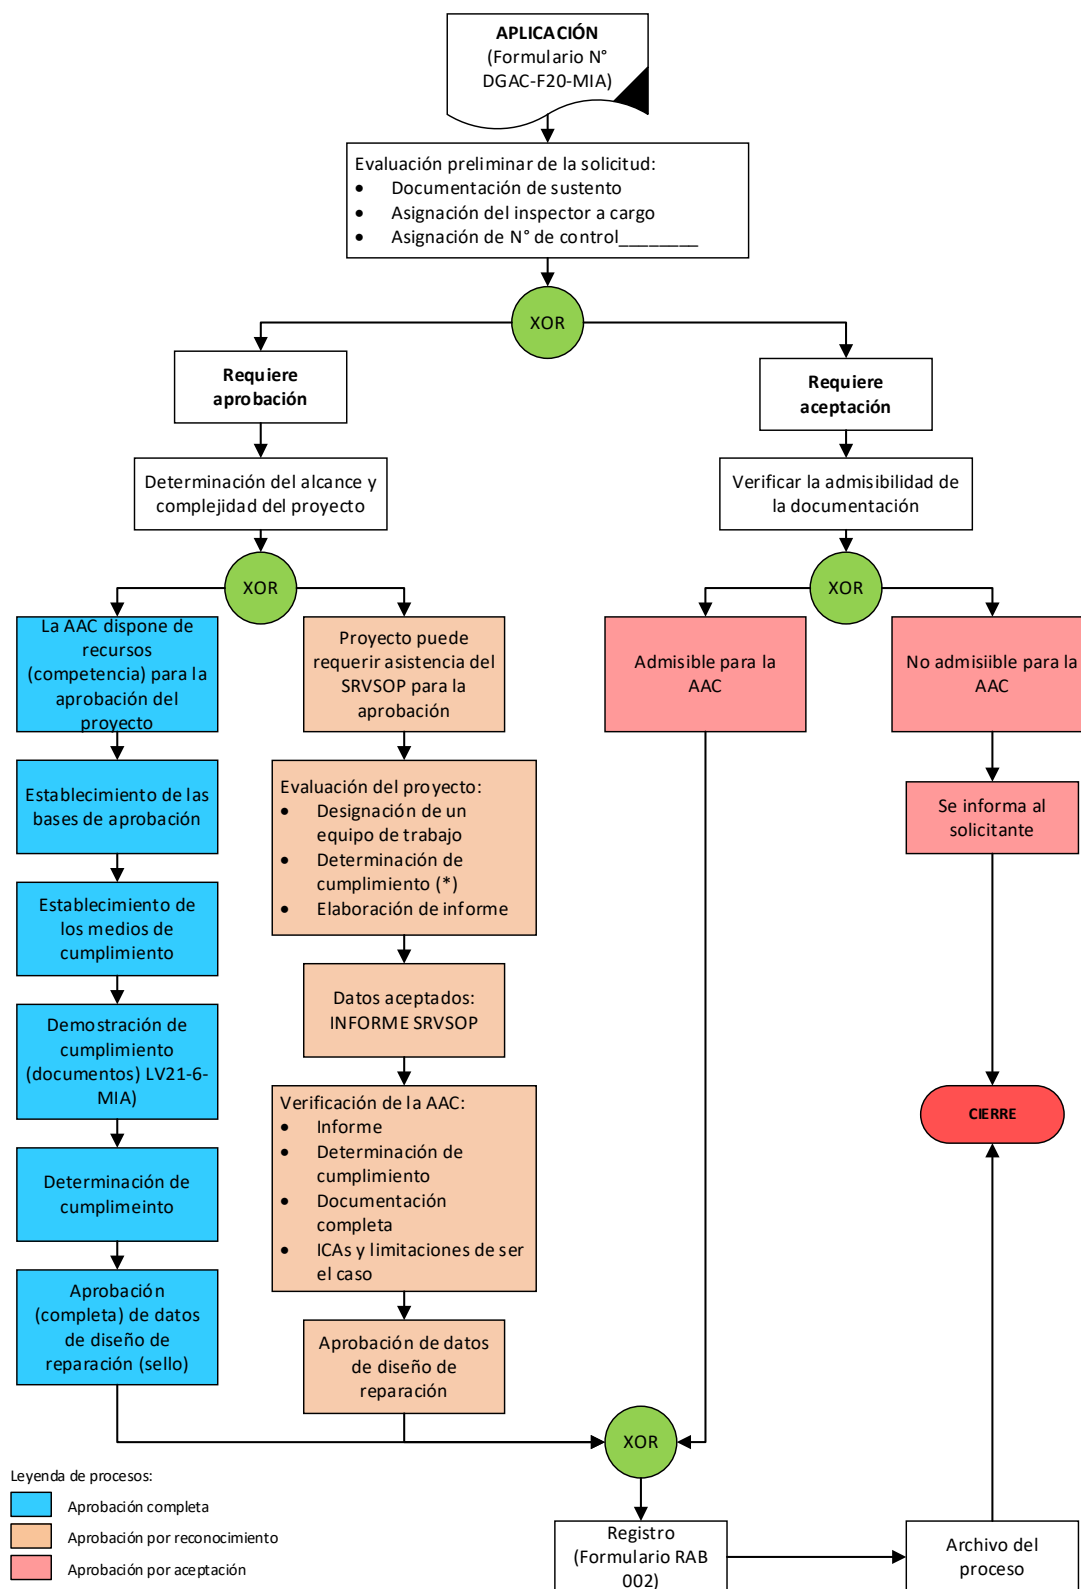 APLICACIÓN
(Formulario N°
DGAC-F20-MIA)
Evaluación preliminar de la solicitud:
• Documentación de sustento
• Asignación del inspector a cargo
• Asignación de N° de control________
XOR
Requiere
aprobación
Requiere
aceptación
Determinación del alcance y
complejidad del proyecto
Verificar la admisibilidad de
la documentación
XOR
XOR
La AAC dispone de
recursos
(competencia) para la
aprobación del
proyecto
Proyecto puede
requerir asistencia del
SRVSOP para la
aprobación
Admisible para la
AAC
No admisiible para la
AAC
Establecimiento de las
bases de aprobación
Evaluación del proyecto:
• Designación de un
equipo de trabajo
• Determinación de
cumplimiento (*)
• Elaboración de informe
Se informa al
solicitante
Establecimiento de
los medios de
cumplimiento
Datos aceptados:
INFORME SRVSOP
Demostración de
cumplimiento
(documentos) LV21-6-
MIA)
Verificación de la AAC:
• Informe
• Determinación de
cumplimiento
• Documentación
completa
• ICAs y limitaciones de ser
el caso
CIERRE
Determinación de
cumplimeinto
Aprobación
(completa) de datos
de diseño de
reparación (sello)
Aprobación de datos
de diseño de
reparación
XOR
Leyenda de procesos:
Aprobación completa
Aprobación por reconocimiento
Aprobación por aceptación
Registro
(Formulario RAB
002)
Archivo del
proceso